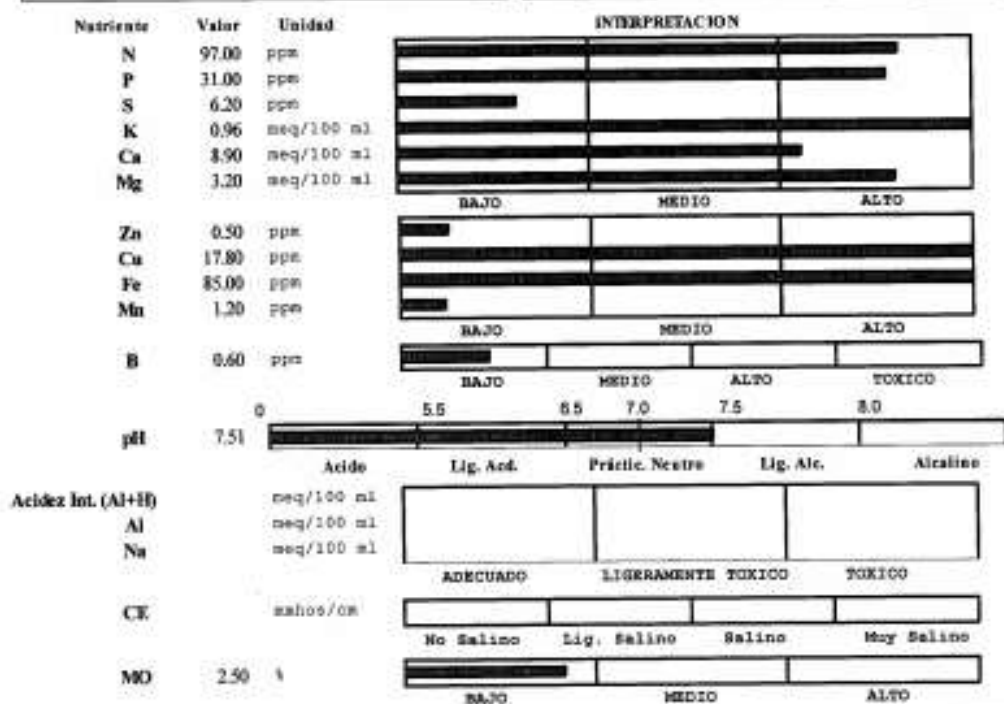 Nutriente Valor Unidad INTERPRETACION
N 97.00 ppm
P 31.00 ppm
S 6.20 ppm
K 0.96 meq/100 ml
Ca 8.90 meq/100 ml
Mg 3.20 meq/100 ml
BAJO MEDIO ALTO
Zn 0.50 ppm
Cu 17.80 ppm
Fe 85.00 ppm
Mn 1.20 ppm
BAJO MEDIO ALTO
B 0.60 ppm
BAJO MEDIO ALTO TOXICO
0 5.5 6.5 7.0 7.5 8.0
pH 7.51
Acido Lig. Acd. Práctic. Neutro Lig. Alc. Alcalino
Acidez Int. (Al+H) meq/100 ml
Al meq/100 ml
Na meq/100 ml
ADECUADO LIGERAMENTE TOXICO TOXICO
CE mmhos/cm
No Salino Lig. Salino Salino Muy Salino
MO 2.50 %
BAJO MEDIO ALTO